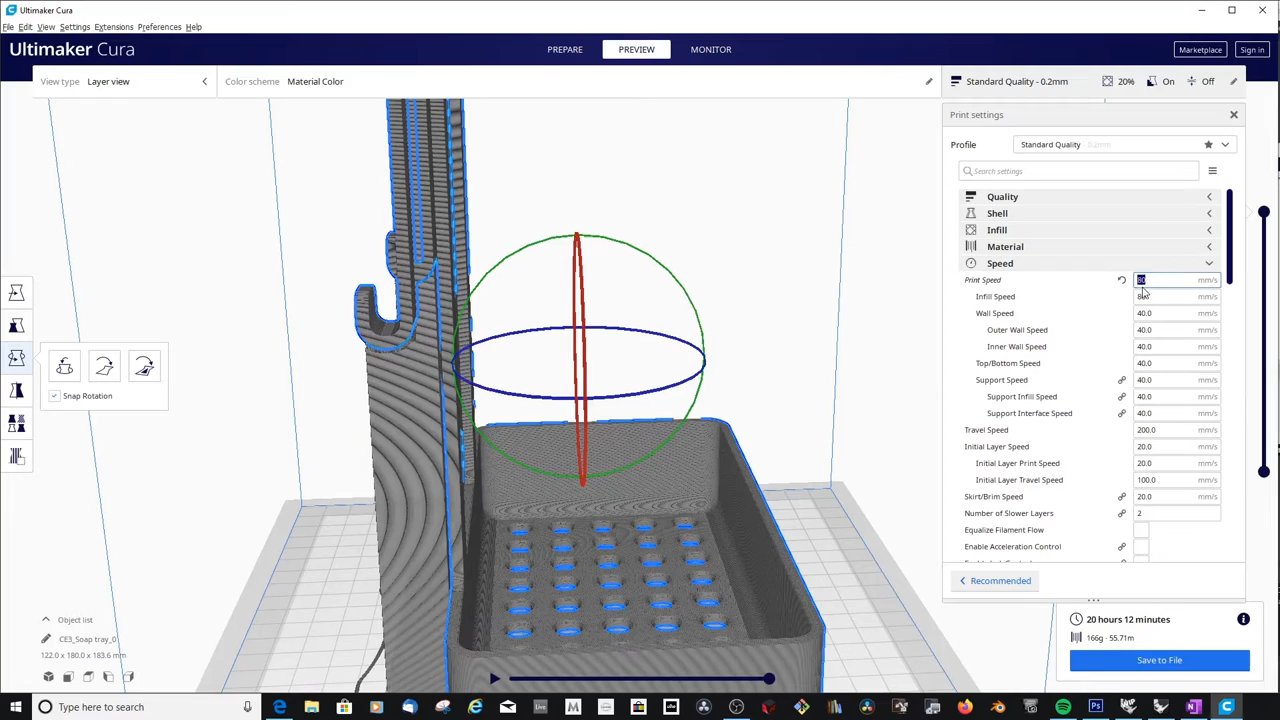 Ultimaker Cura
File Edit View Settings Extensions Preferences Help
Ultimaker Cura
PREPARE
PREVIEW
MONITOR
Marketplace
Sign in
View type Layer view
Color scheme Material Color
Standard Quality - 0.2mm 20% On Off
Print settings
Profile Standard Quality - 0.2mm
Search settings
Quality
Shell
Infill
Material
Speed
Print Speed 80 mm/s
Infill Speed mm/s
Wall Speed 40.0 mm/s
Outer Wall Speed 40.0 mm/s
Inner Wall Speed 40.0 mm/s
Top/Bottom Speed 40.0 mm/s
Support Speed 40.0 mm/s
Support Infill Speed 40.0 mm/s
Support Interface Speed 40.0 mm/s
Travel Speed 200.0 mm/s
Initial Layer Speed 20.0 mm/s
Initial Layer Print Speed 20.0 mm/s
Initial Layer Travel Speed 100.0 mm/s
Skirt/Brim Speed 20.0 mm/s
Number of Slower Layers 2
Equalize Filament Flow
Enable Acceleration Control
Recommended
Snap Rotation
Object list
CE3_Soap tray_0
122.0 x 180.0 x 183.6 mm
20 hours 12 minutes
166g · 55.71m
Save to File
Type here to search